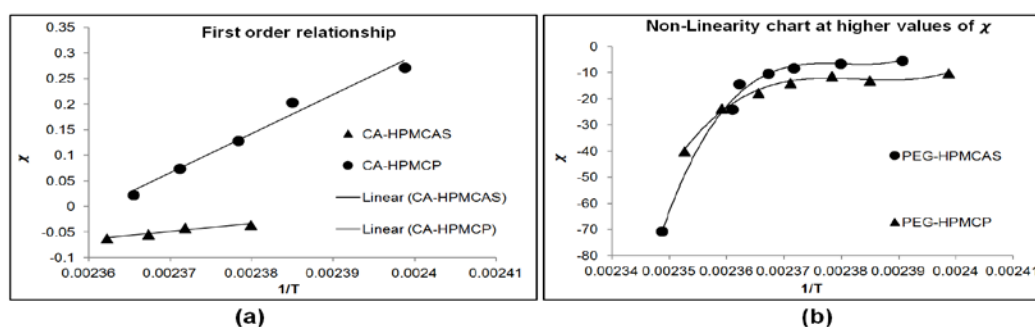 First order relationship
0.35
0.3
0.25
0.2
0.15
0.1
0.05
0
-0.05
-0.1
χ
0.00236 0.00237 0.00238 0.00239 0.0024 0.00241
1/T
CA-HPMCAS
CA-HPMCP
Linear (CA-HPMCAS)
Linear (CA-HPMCP)
(a)
Non-Linearity chart at higher values of χ
0
-10
-20
-30
-40
-50
-60
-70
-80
χ
0.00234 0.00235 0.00236 0.00237 0.00238 0.00239 0.0024 0.00241
1/T
PEG-HPMCAS
PEG-HPMCP
(b)